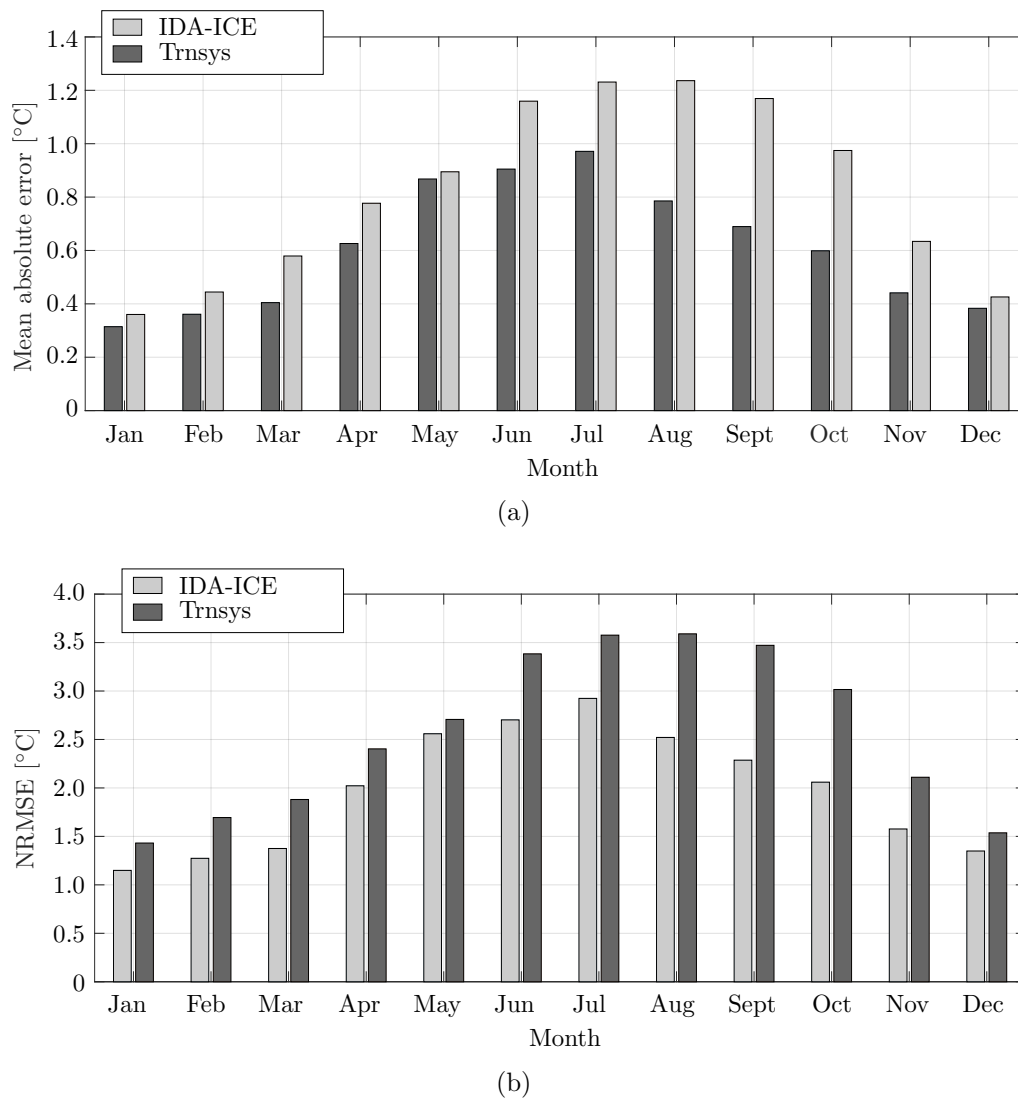 IDA-ICE
Trnsys
1.4
1.2
1.0
0.8
0.6
0.4
0.2
0
Mean absolute error [°C]
Jan Feb Mar Apr May Jun Jul Aug Sept Oct Nov Dec
Month
(a)
IDA-ICE
Trnsys
4.0
3.5
3.0
2.5
2.0
1.5
1.0
0.5
0
NRMSE [°C]
Jan Feb Mar Apr May Jun Jul Aug Sept Oct Nov Dec
Month
(b)